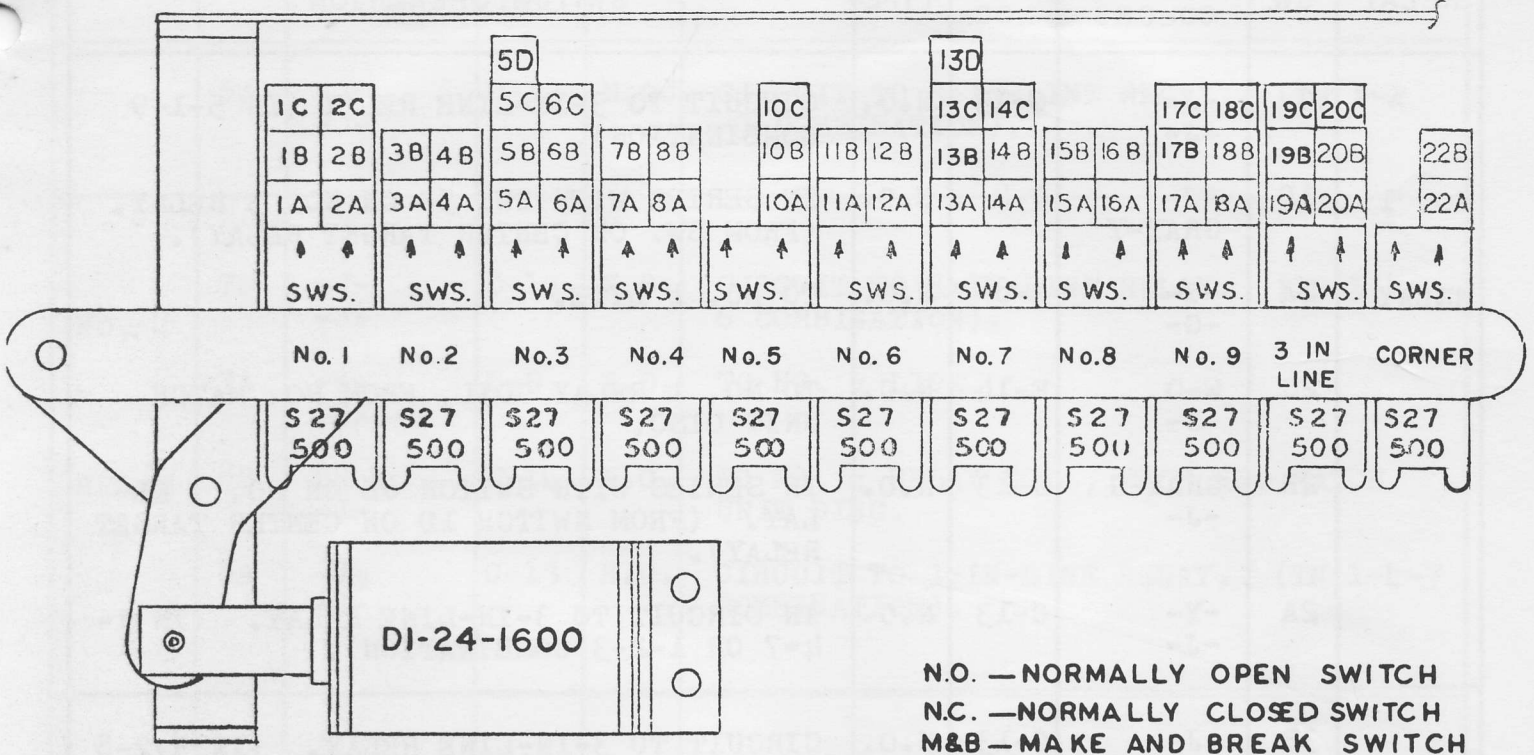 5D 13D
1C 2C 5C 6C 10C 13C 14C 17C 18C 19C 20C
1B 2B 3B 4B 5B 6B 7B 8B 10B 11B 12B 13B 14B 15B 16B 17B 18B 19B 20B 22B
1A 2A 3A 4A 5A 6A 7A 8A 10A 11A 12A 13A 14A 15A 16A 17A 18A 19A 20A 22A
SWS. SWS. SWS. SWS. SWS. SWS. SWS. SWS. SWS. SWS. SWS.
No.1 No.2 No.3 No.4 No.5 No.6 No.7 No.8 No.9 3 IN CORNER
LINE
S27 S27 S27 S27 S27 S27 S27 S27 S27 S27 S27
500 500 500 500 500 500 500 500 500 500 500
D1-24-1600
N.O. — NORMALLY OPEN SWITCH
N.C. — NORMALLY CLOSED SWITCH
M&B — MAKE AND BREAK SWITCH